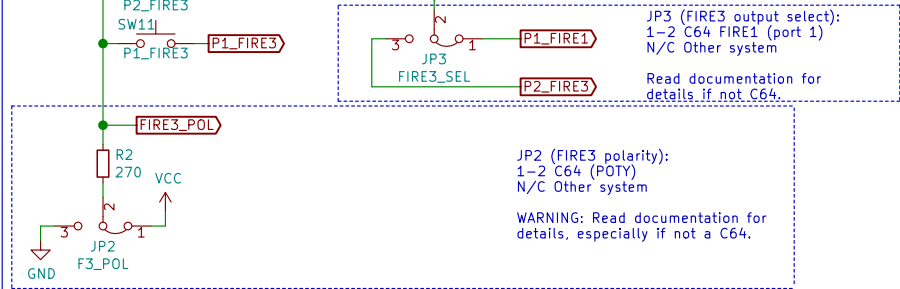 P2_FIRE3
SW11
P1_FIRE3
P1_FIRE3
2
3
1
JP3
FIRE3_SEL
P1_FIRE1
P2_FIRE3
JP3 (FIRE3 output select):
1-2 C64 FIRE1 (port 1)
N/C Other system
Read documentation for
details if not C64.
FIRE3_POL
R2
270
VCC
2
3
1
JP2
F3_POL
GND
JP2 (FIRE3 polarity):
1-2 C64 (POTY)
N/C Other system
WARNING: Read documentation for
details, especially if not a C64.